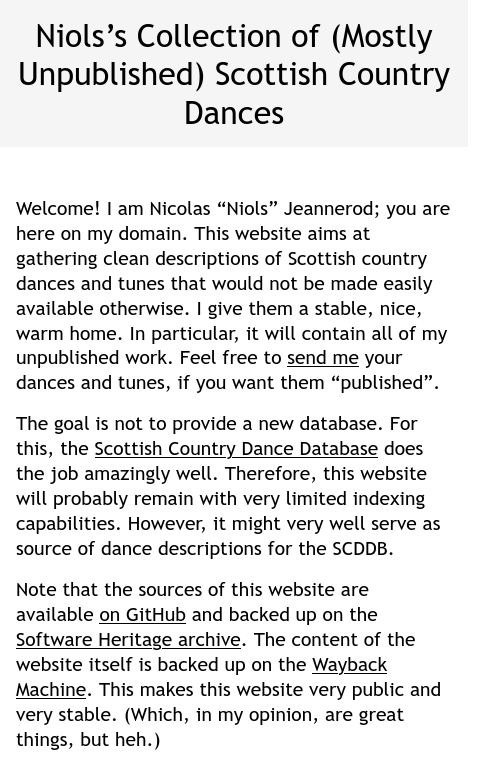 Niols’s Collection of (Mostly
Unpublished) Scottish Country
Dances
Welcome! I am Nicolas “Niols” Jeannerod; you are
here on my domain. This website aims at
gathering clean descriptions of Scottish country
dances and tunes that would not be made easily
available otherwise. I give them a stable, nice,
warm home. In particular, it will contain all of my
unpublished work. Feel free to send me your
dances and tunes, if you want them “published”.
The goal is not to provide a new database. For
this, the Scottish Country Dance Database does
the job amazingly well. Therefore, this website
will probably remain with very limited indexing
capabilities. However, it might very well serve as
source of dance descriptions for the SCDDB.
Note that the sources of this website are
available on GitHub and backed up on the
Software Heritage archive. The content of the
website itself is backed up on the Wayback
Machine. This makes this website very public and
very stable. (Which, in my opinion, are great
things, but heh.)